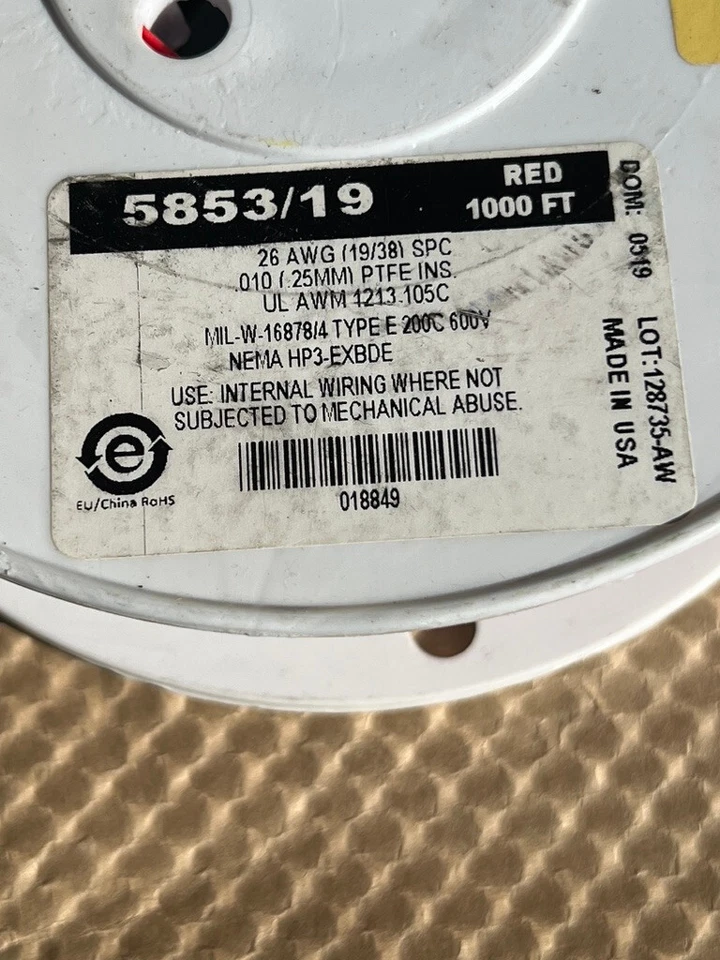 5853/19
RED
1000 FT
26 AWG (19/38) SPC
.010 (.25MM) PTFE INS.
UL AWM 1213-105C
MIL-W-16878/4 TYPE E 200C 600V
NEMA HP3-EXBDE
USE: INTERNAL WIRING WHERE NOT
SUBJECTED TO MECHANICAL ABUSE.
e
EU/China RoHS
018849
DOM: 0519
LOT:128735-AW
MADE IN USA